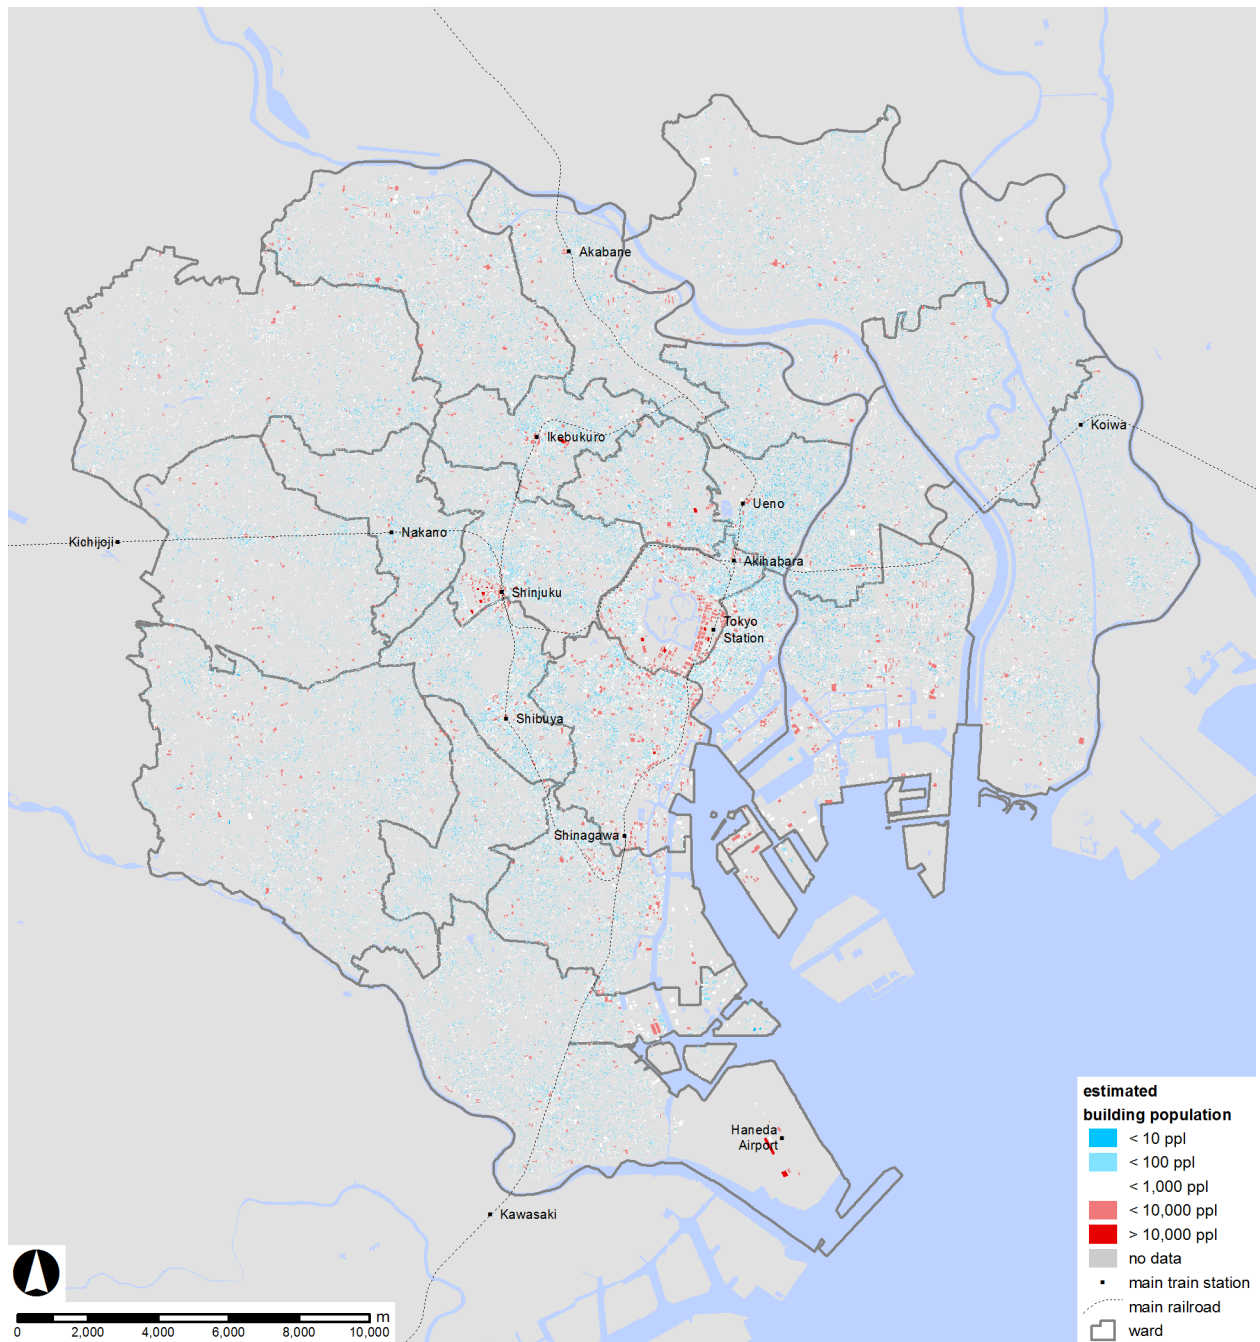 Akabane
Ikebukuro
Koiwa
Ueno
Nakano
Kichijoji
Akihabara
Shinjuku
Tokyo
Station
Shibuya
Shinagawa
Haneda
Airport
Kawasaki
estimated
building population
< 10 ppl
< 100 ppl
< 1,000 ppl
< 10,000 ppl
> 10,000 ppl
no data
main train station
main railroad
ward
m
0 2,000 4,000 6,000 8,000 10,000